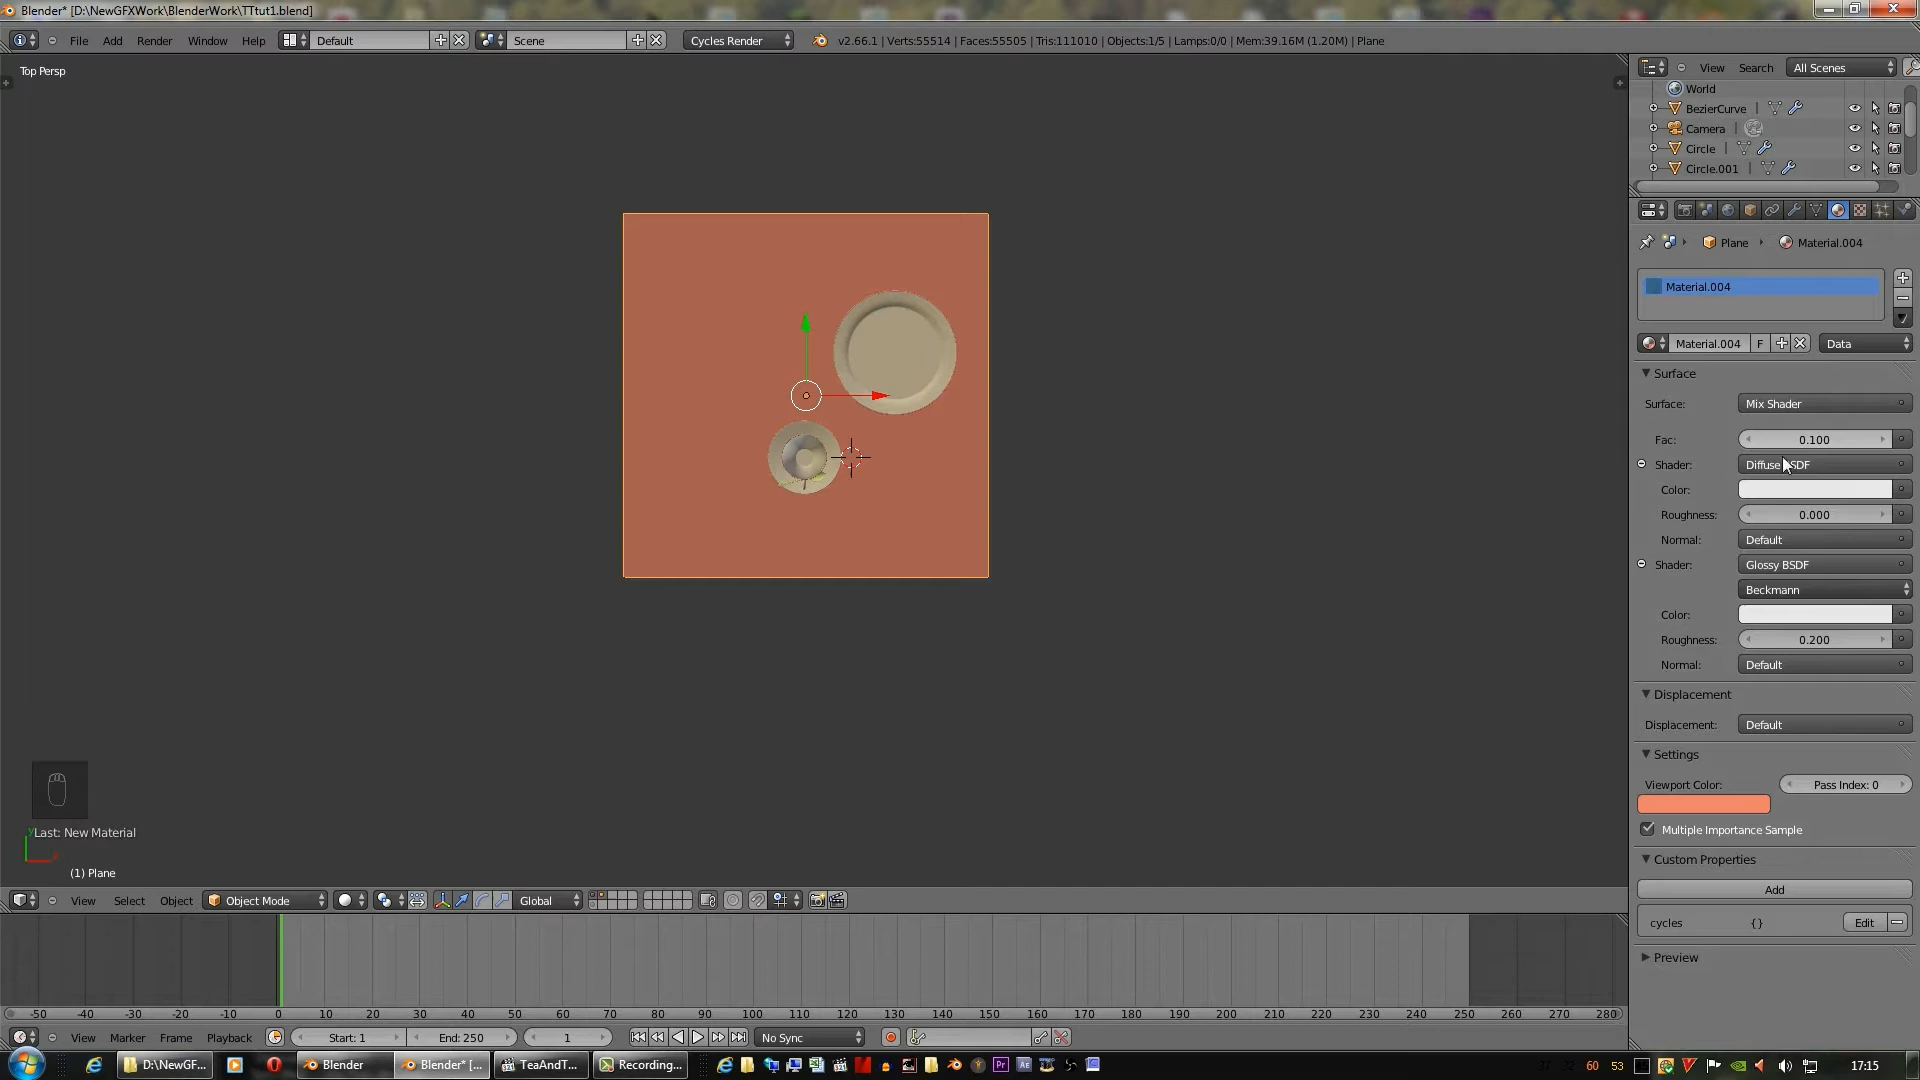 Blender* [D:\NewGFXWork\BlenderWork\TTtut1.blend]
File Add Render Window Help Default Scene Cycles Render v2.66.1 | Verts:55514 | Faces:55505 | Tris:111010 | Objects:1/5 | Lamps:0/0 | Mem:39.16M (1.20M) | Plane
Top Persp
View Search All Scenes
World
BezierCurve
Camera
Circle
Circle.001
Plane Material.004
Material.004
Material.004 F Data
Surface
Surface: Mix Shader
Fac: 0.100
Shader: Diffuse BSDF
Color:
Roughness: 0.000
Normal: Default
Shader: Glossy BSDF
Beckmann
Color:
Roughness: 0.200
Normal: Default
Displacement
Displacement: Default
Settings
Viewport Color: Pass Index: 0
Multiple Importance Sample
Custom Properties
Add
cycles {} Edit
Preview
Last: New Material
(1) Plane
View Select Object Object Mode Global
-50 -40 -30 -20 -10 0 10 20 30 40 50 60 70 80 90 100 110 120 130 140 150 160 170 180 190 200 210 220 230 240 250 260 270 280
View Marker Frame Playback Start: 1 End: 250 1 No Sync
D:\NewGF... Blender Blender* [... TeaAndT... Recording... 60 53 17:15